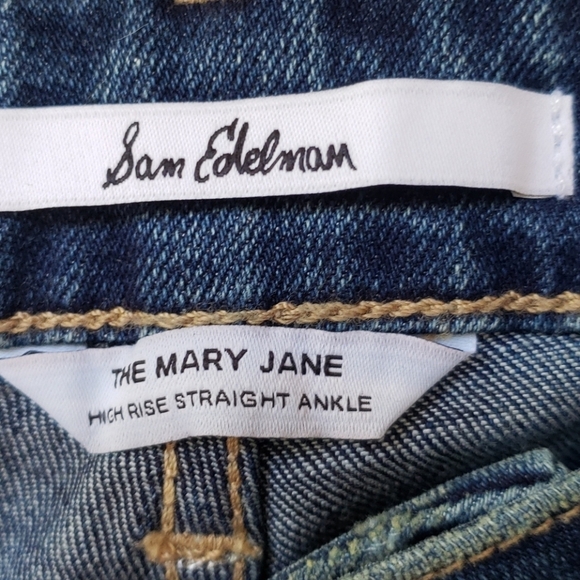 Sam Edelman
THE MARY JANE
HIGH RISE STRAIGHT ANKLE